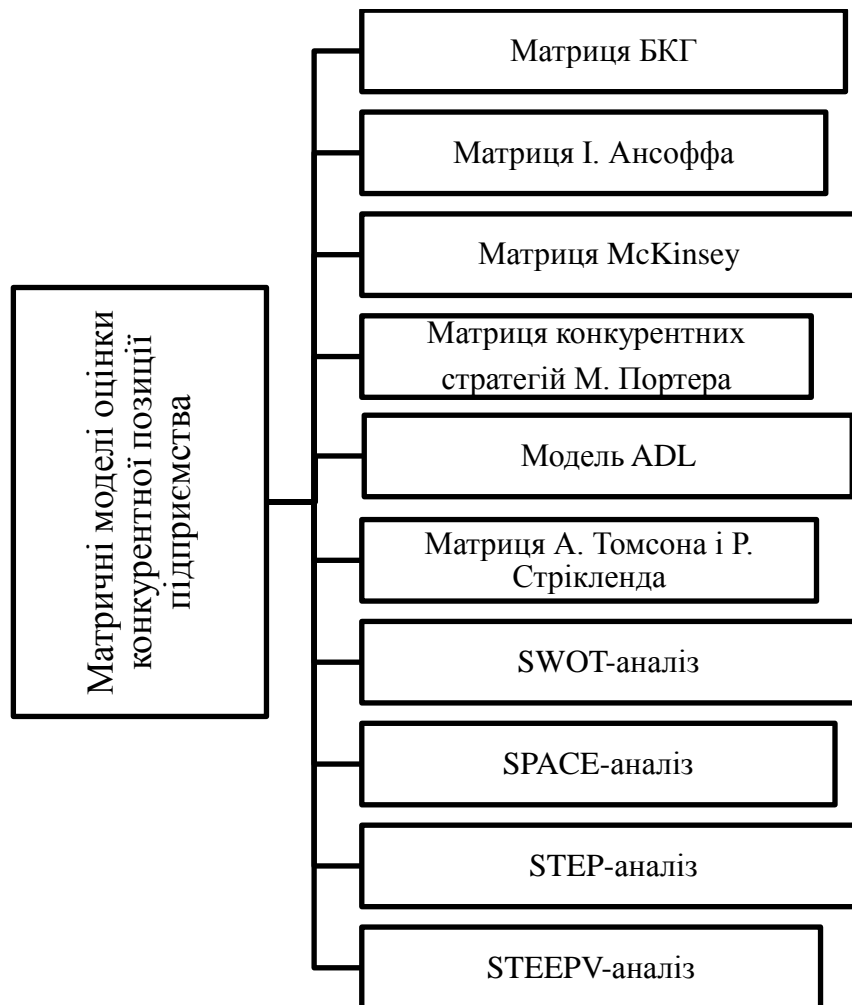 Матричні моделі оцінки
конкурентної позиції
підприємства
Матриця БКГ
Матриця І. Ансоффа
Матриця McKinsey
Матриця конкурентних
стратегій М. Портера
Модель ADL
Матриця А. Томсона і Р.
Стрікленда
SWOT-аналіз
SPACE-аналіз
STEP-аналіз
STEEPV-аналіз